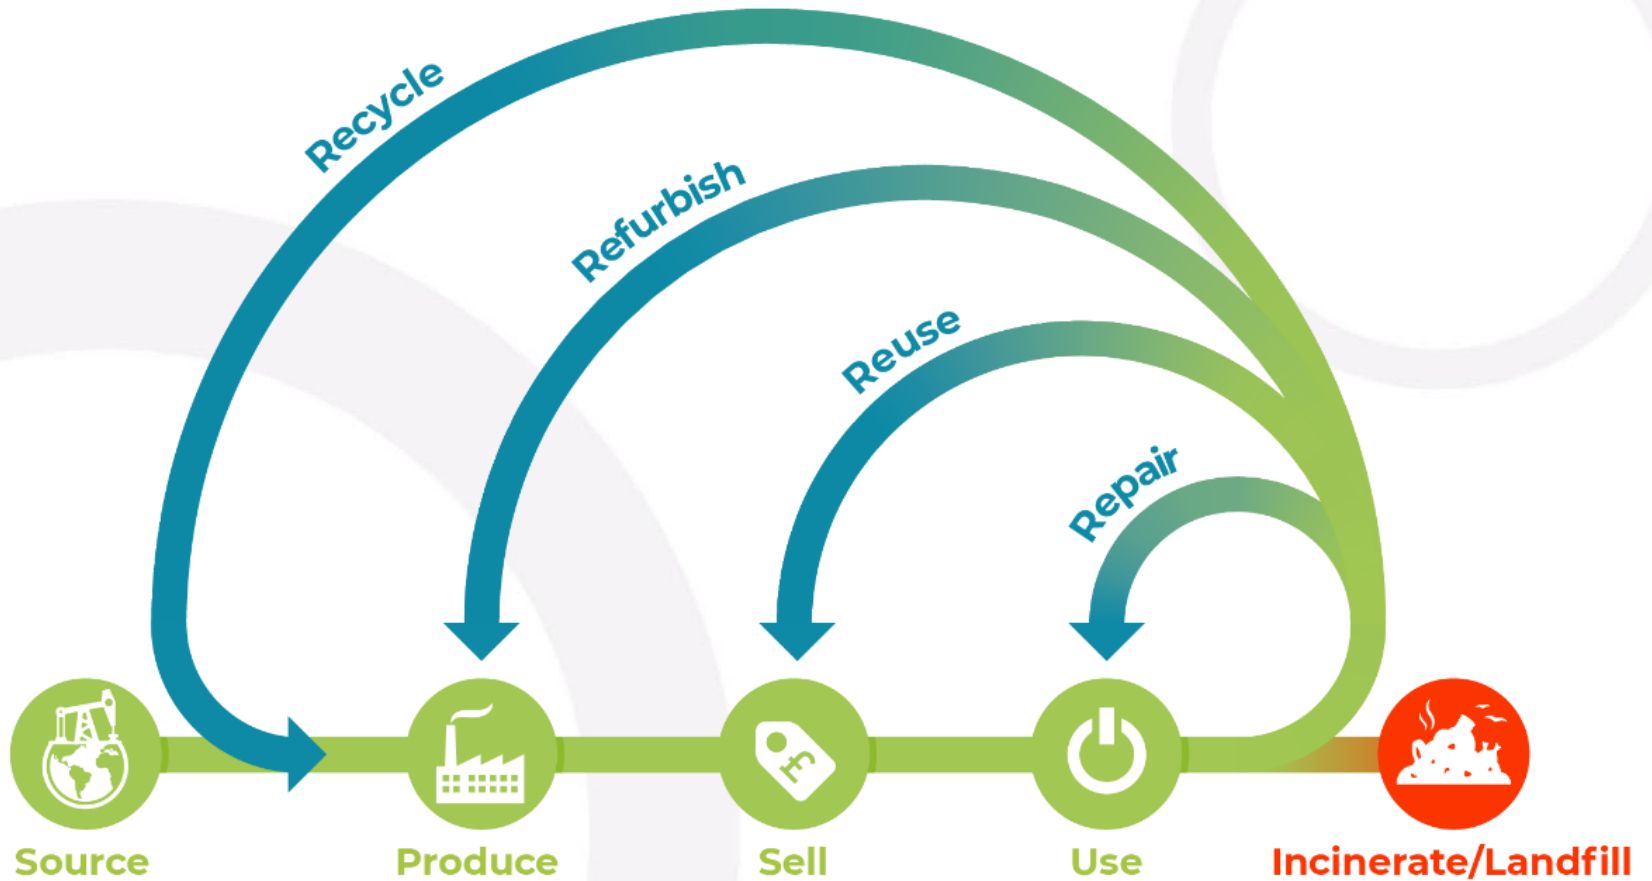 Recycle
Refurbish
Reuse
Repair
£
Source
Produce
Sell
Use
Incinerate/Landfill